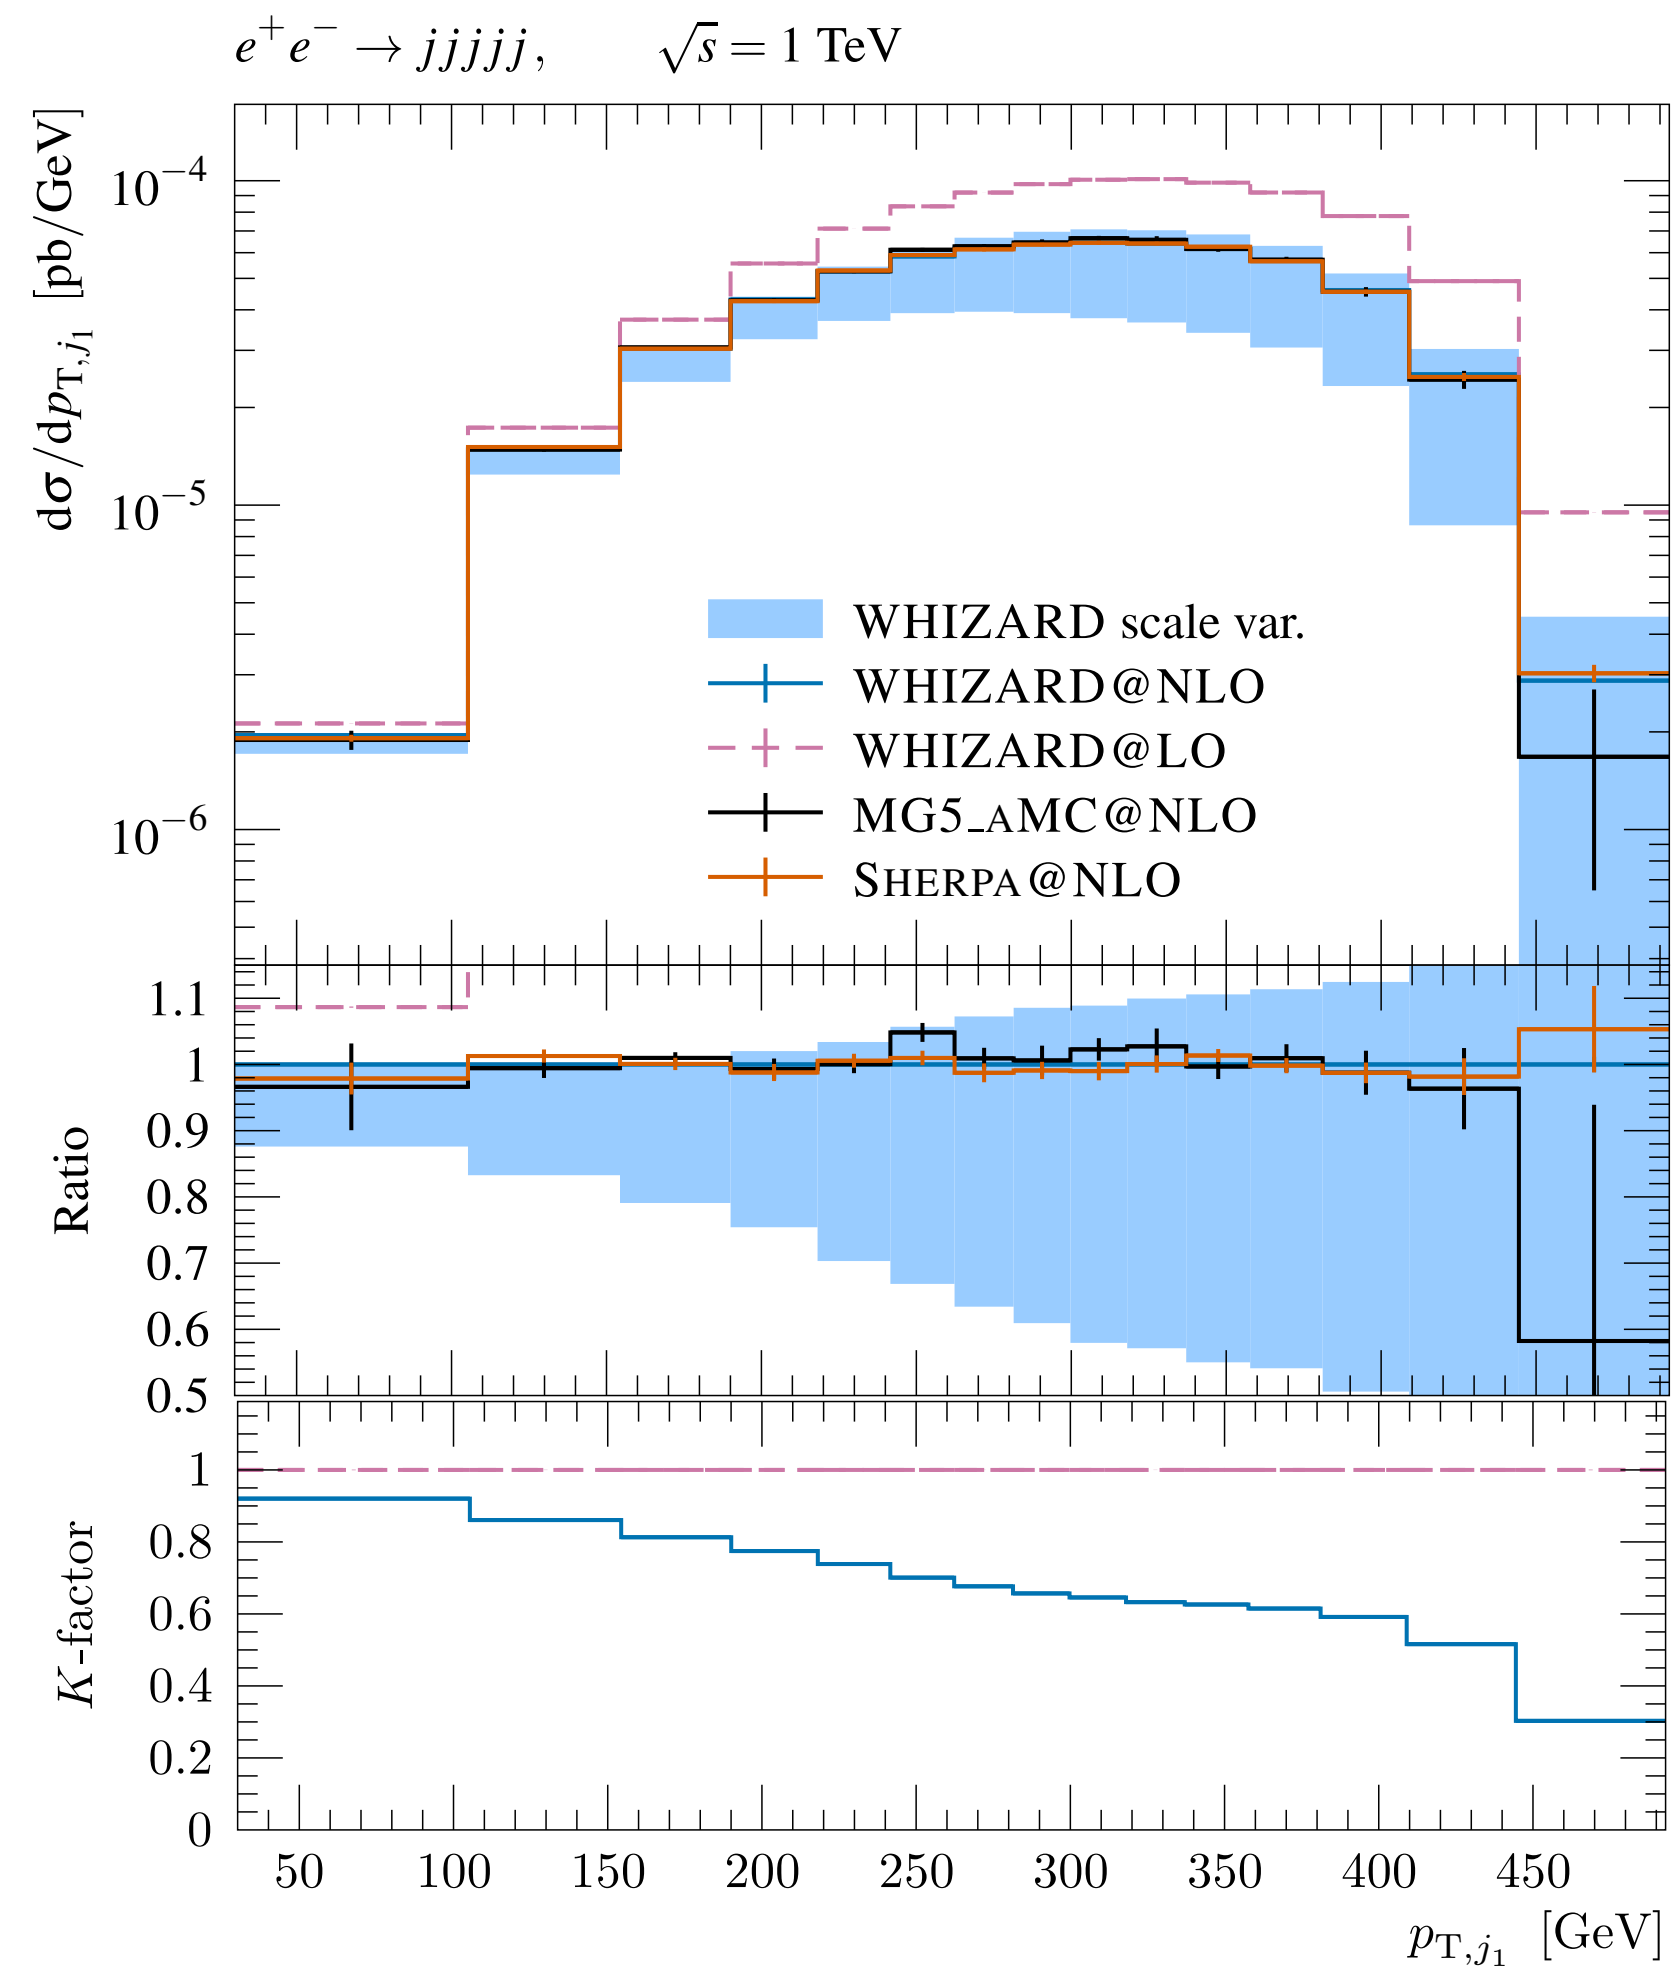 e⁺e⁻ → jjjjj, √s = 1 TeV
dσ/dp_T,j₁ [pb/GeV]
10⁻⁴
10⁻⁵
10⁻⁶
WHIZARD scale var.
WHIZARD@NLO
WHIZARD@LO
MG5_AMC@NLO
SHERPA@NLO
Ratio
1.1
1
0.9
0.8
0.7
0.6
0.5
K-factor
1
0.8
0.6
0.4
0.2
0
50 100 150 200 250 300 350 400 450
p_T,j₁ [GeV]